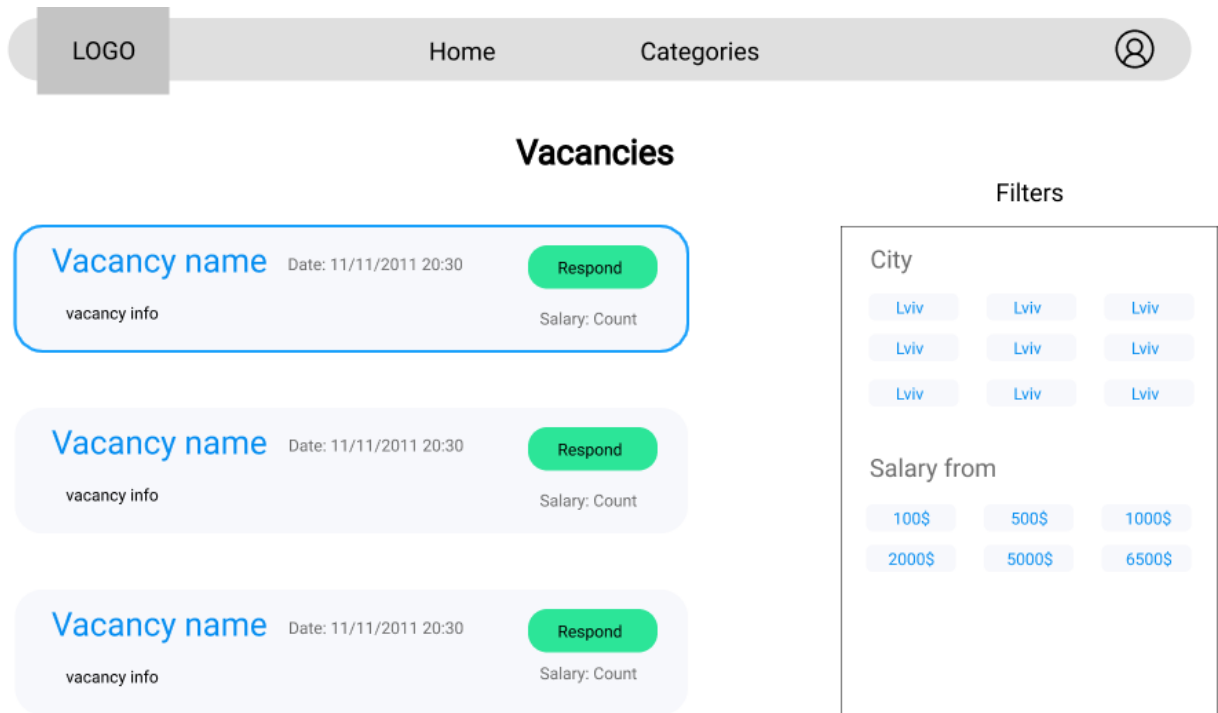 LOGO Home Categories
Vacancies
Filters
Vacancy name Date: 11/11/2011 20:30 Respond
vacancy info Salary: Count
Vacancy name Date: 11/11/2011 20:30 Respond
vacancy info Salary: Count
Vacancy name Date: 11/11/2011 20:30 Respond
vacancy info Salary: Count
City
Lviv Lviv Lviv
Lviv Lviv Lviv
Lviv Lviv Lviv
Salary from
100$ 500$ 1000$
2000$ 5000$ 6500$